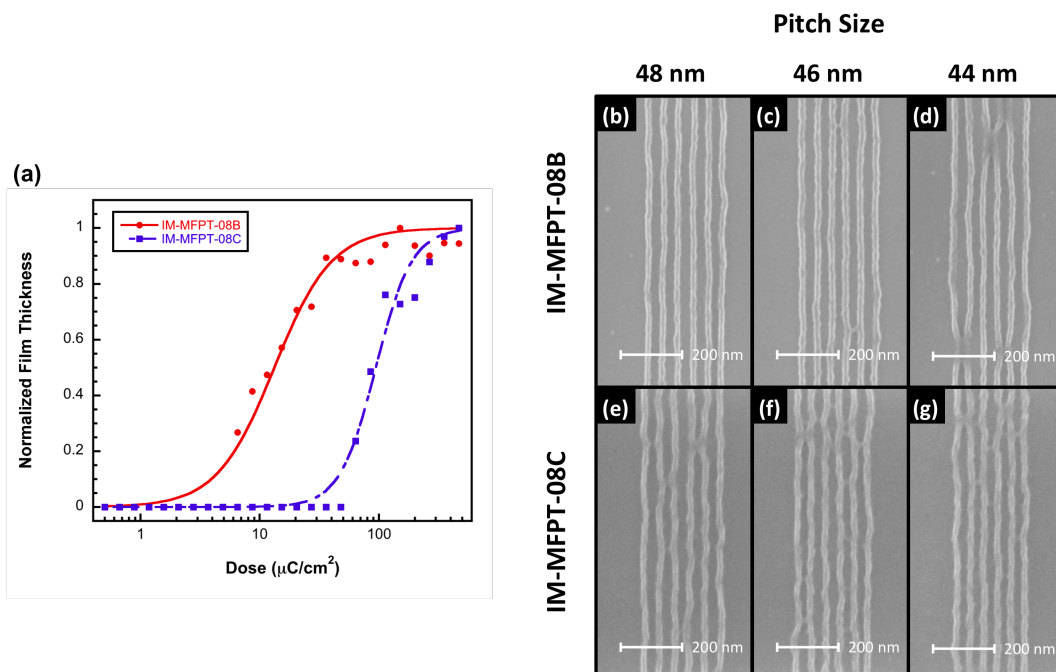 Pitch Size
48 nm
46 nm
44 nm
(a)
IM-MFPT-08B
IM-MFPT-08C
1
0.8
0.6
0.4
0.2
0
Normalized Film Thickness
1
10
100
Dose (μC/cm²)
IM-MFPT-08B
(b)
200 nm
(c)
200 nm
(d)
200 nm
IM-MFPT-08C
(e)
200 nm
(f)
200 nm
(g)
200 nm